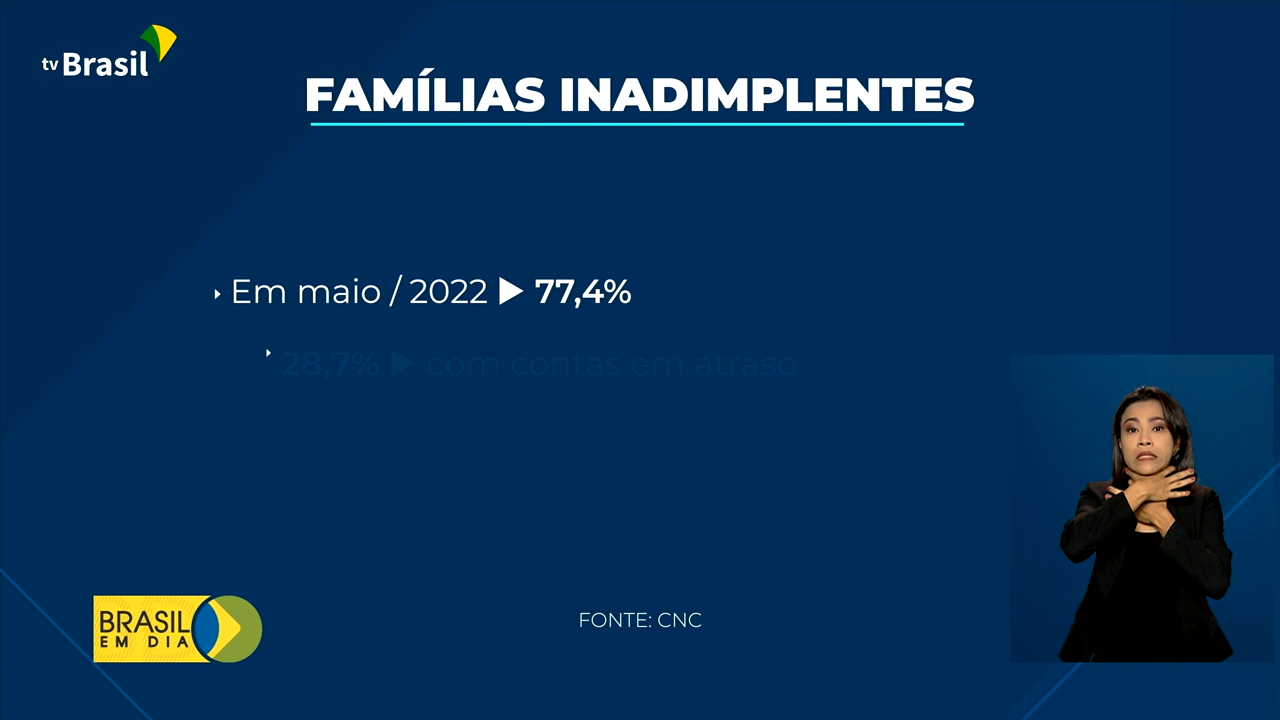 tv Brasil
FAMÍLIAS INADIMPLENTES
Em maio / 2022 ▶ 77,4%
28,7% ▶ com contas em atraso
FONTE: CNC
BRASIL
EM DIA